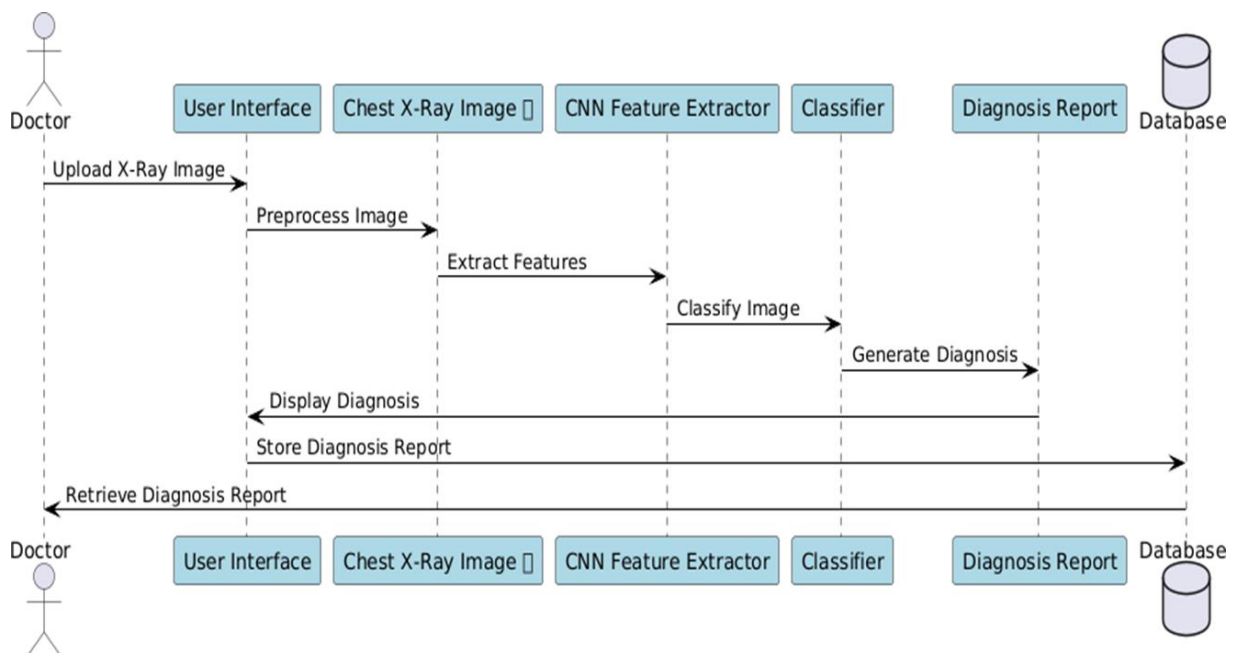 Doctor
User Interface
Chest X-Ray Image
CNN Feature Extractor
Classifier
Diagnosis Report
Database
Upload X-Ray Image
Preprocess Image
Extract Features
Classify Image
Generate Diagnosis
Display Diagnosis
Store Diagnosis Report
Retrieve Diagnosis Report
Doctor
User Interface
Chest X-Ray Image
CNN Feature Extractor
Classifier
Diagnosis Report
Database